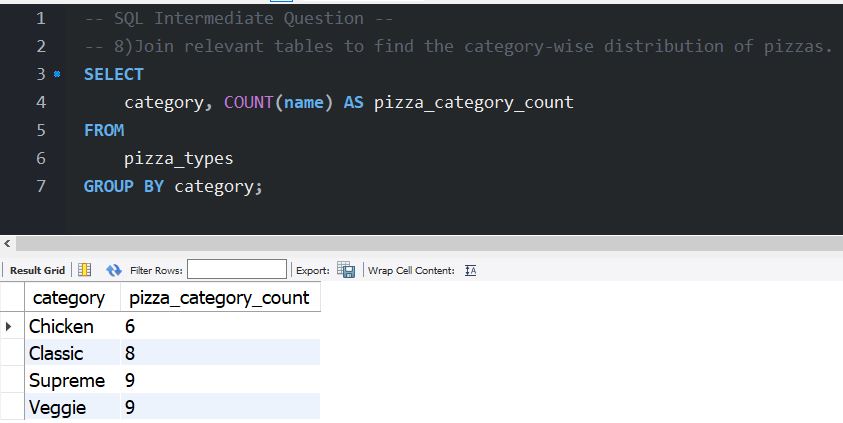 1 -- SQL Intermediate Question --
2 -- 8)Join relevant tables to find the category-wise distribution of pizzas.
3 SELECT
4 category, COUNT(name) AS pizza_category_count
5 FROM
6 pizza_types
7 GROUP BY category;
Result Grid Filter Rows: Export: Wrap Cell Content: IA
category pizza_category_count
Chicken 6
Classic 8
Supreme 9
Veggie 9